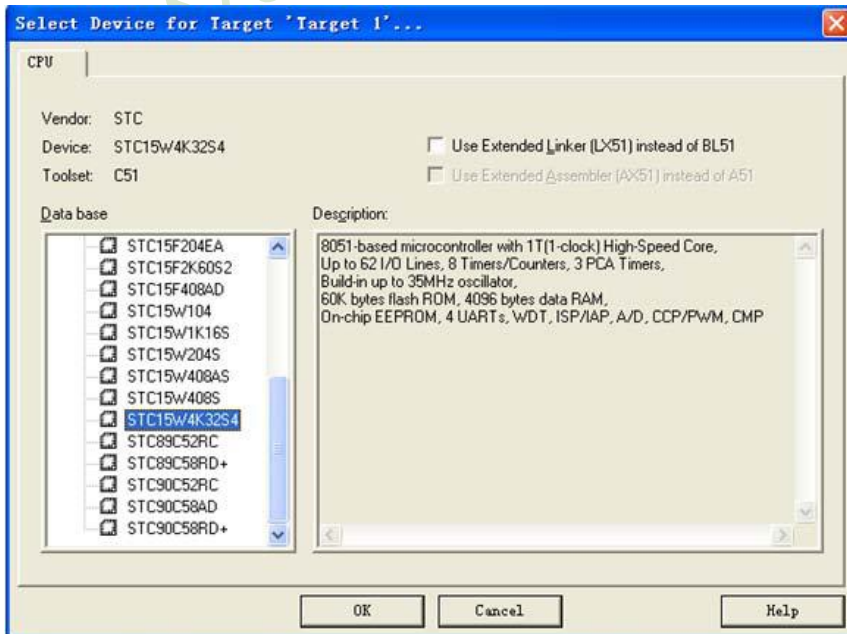 Select Device for Target 'Target 1'...
CPU
Vendor: STC
Device: STC15W4K32S4
Toolset: C51
Use Extended Linker (LX51) instead of BL51
Use Extended Assembler (AX51) instead of A51
Data base
STC15F204EA
STC15F2K60S2
STC15F408AD
STC15W104
STC15W1K16S
STC15W204S
STC15W408AS
STC15W408S
STC15W4K32S4
STC89C52RC
STC89C58RD+
STC90C52RC
STC90C58AD
STC90C58RD+
Description:
8051-based microcontroller with 1T(1-clock) High-Speed Core,
Up to 62 I/O Lines, 8 Timers/Counters, 3 PCA Timers,
Build-in up to 35MHz oscillator,
60K bytes flash ROM, 4096 bytes data RAM,
On-chip EEPROM, 4 UARTs, WDT, ISP/IAP, A/D, CCP/PWM, CMP
OK
Cancel
Help